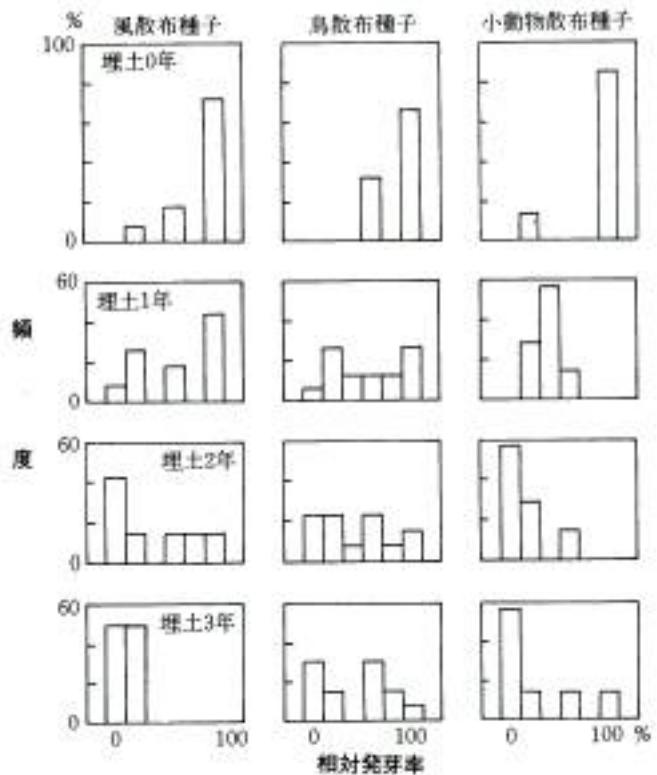 % 風散布種子 鳥散布種子 小動物散布種子
100 埋土0年
0
60 埋土1年
頻
0
度
60 埋土2年
0
60 埋土3年
0
0 100 0 100 0 100 %
相対発芽率